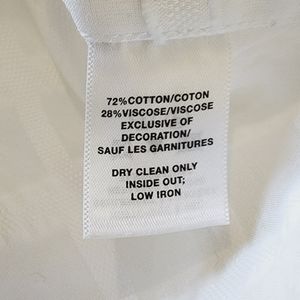 72%COTTON/COTON
28%VISCOSE/VISCOSE
EXCLUSIVE OF
DECORATION/
SAUF LES GARNITURES
DRY CLEAN ONLY
INSIDE OUT;
LOW IRON